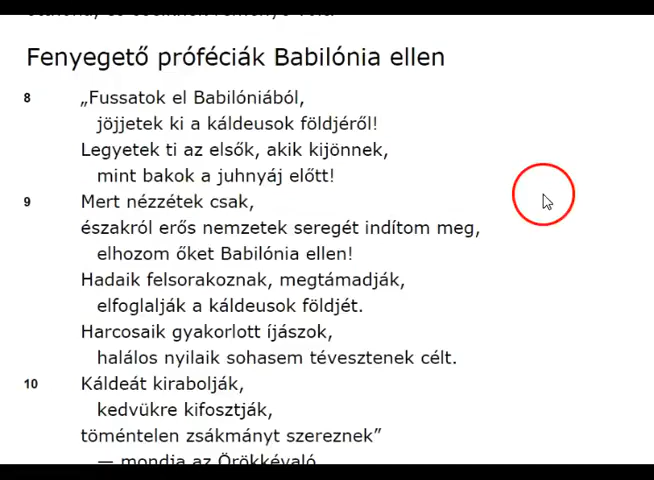 Fenyegető próféciák Babilónia ellen
8 „Fussatok el Babilóniából,
jöjjetek ki a káldeusok földjéről!
Legyetek ti az elsők, akik kijönnek,
mint bakok a juhnyáj előtt!
9 Mert nézzétek csak,
északról erős nemzetek seregét indítom meg,
elhozom őket Babilónia ellen!
Hadaik felsorakoznak, megtámadják,
elfoglalják a káldeusok földjét.
Harcosaik gyakorlott íjászok,
halálos nyilaik sohasem tévesztenek célt.
10 Káldeát kirabolják,
kedvükre kifosztják,
töméntelen zsákmányt szereznek”
— mondja az Örökkévaló